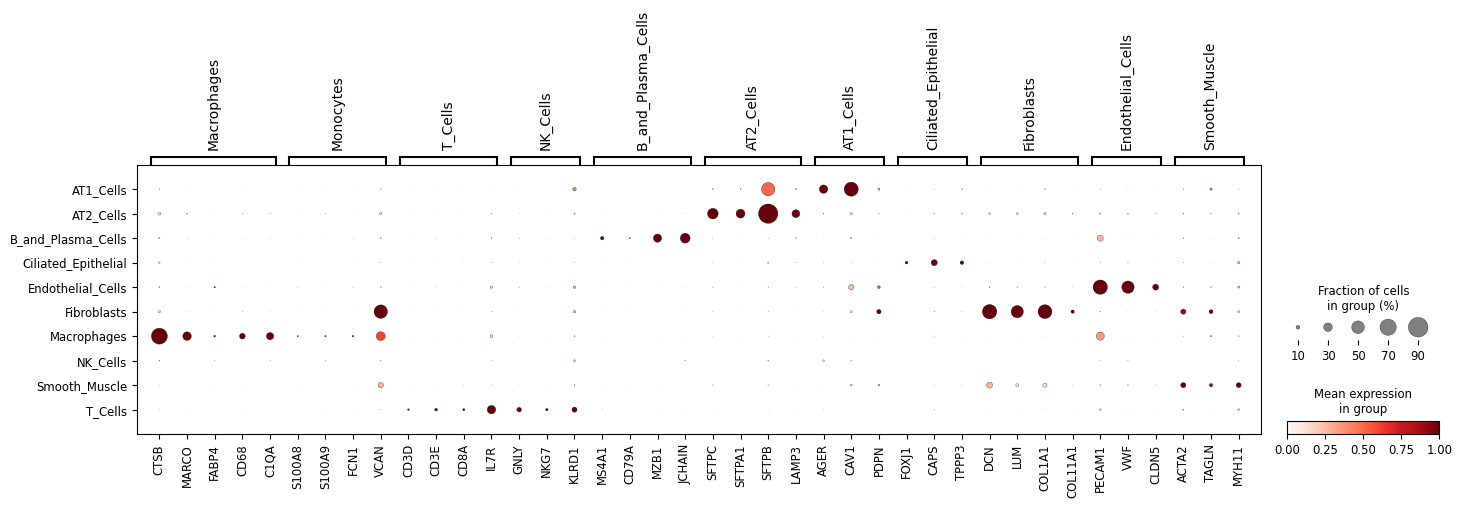 Macrophages
Monocytes
T_Cells
NK_Cells
B_and_Plasma_Cells
AT2_Cells
AT1_Cells
Ciliated_Epithelial
Fibroblasts
Endothelial_Cells
Smooth_Muscle
AT1_Cells
AT2_Cells
B_and_Plasma_Cells
Ciliated_Epithelial
Endothelial_Cells
Fibroblasts
Macrophages
NK_Cells
Smooth_Muscle
T_Cells
CTSB
MARCO
FABP4
CD68
C1QA
S100A8
S100A9
FCN1
VCAN
CD3D
CD3E
CD8A
IL7R
GNLY
NKG7
KLRD1
MS4A1
CD79A
MZB1
JCHAIN
SFTPC
SFTPA1
SFTPB
LAMP3
AGER
CAV1
PDPN
FOXJ1
CAPS
TPPP3
DCN
LUM
COL1A1
COL11A1
PECAM1
VWF
CLDN5
ACTA2
TAGLN
MYH11
Fraction of cells
in group (%)
10 30 50 70 90
Mean expression
in group
0.00 0.25 0.50 0.75 1.00